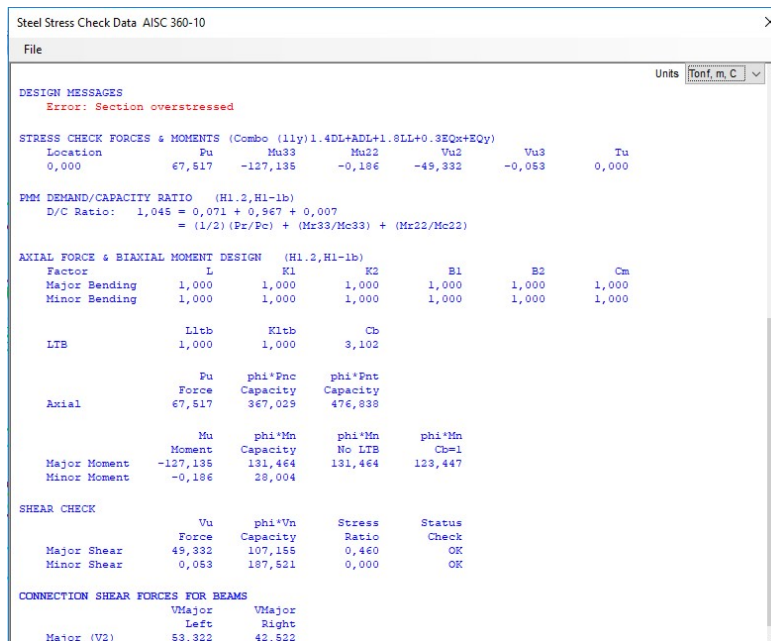 Steel Stress Check Data AISC 360-10
File
Units Tonf, m, C
DESIGN MESSAGES
Error: Section overstressed
STRESS CHECK FORCES & MOMENTS (Combo (11y)1.4DL+ADL+1.8LL+0.3EQx+EQy)
Location Pu Mu33 Mu22 Vu2 Vu3 Tu
0,000 67,517 -127,135 -0,186 -49,332 -0,053 0,000
PMM DEMAND/CAPACITY RATIO (H1.2,H1-1b)
D/C Ratio: 1,045 = 0,071 + 0,967 + 0,007
= (1/2)(Pr/Pc) + (Mr33/Mc33) + (Mr22/Mc22)
AXIAL FORCE & BIAXIAL MOMENT DESIGN (H1.2,H1-1b)
Factor L K1 K2 B1 B2 Cm
Major Bending 1,000 1,000 1,000 1,000 1,000 1,000
Minor Bending 1,000 1,000 1,000 1,000 1,000 1,000
Lltb Kltb Cb
LTB 1,000 1,000 3,102
Pu phi*Pnc phi*Pnt
Force Capacity Capacity
Axial 67,517 367,029 476,838
Mu phi*Mn phi*Mn phi*Mn
Moment Capacity No LTB Cb=1
Major Moment -127,135 131,464 131,464 123,447
Minor Moment -0,186 28,004
SHEAR CHECK
Vu phi*Vn Stress Status
Force Capacity Ratio Check
Major Shear 49,332 107,155 0,460 OK
Minor Shear 0,053 187,521 0,000 OK
CONNECTION SHEAR FORCES FOR BEAMS
VMajor VMajor
Left Right
Major (V2) 53,322 42,522